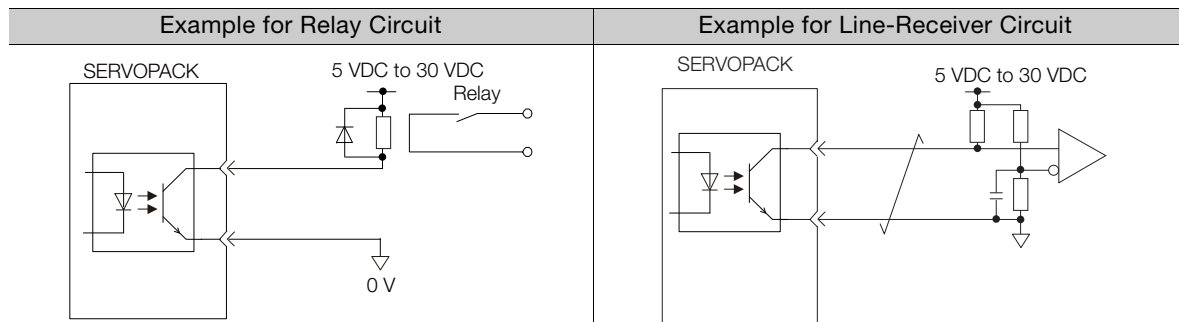 Example for Relay Circuit
Example for Line-Receiver Circuit
SERVOPACK
5 VDC to 30 VDC
Relay
0 V
SERVOPACK
5 VDC to 30 VDC